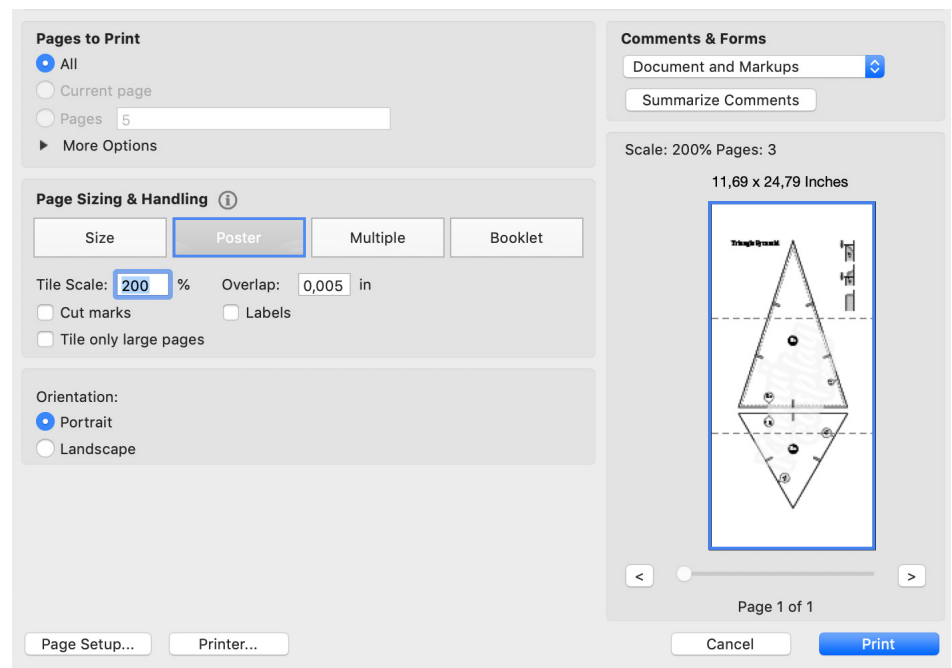 Pages to Print
All
Current page
Pages 5
More Options
Page Sizing & Handling
Size Poster Multiple Booklet
Tile Scale: 200 % Overlap: 0,005 in
Cut marks Labels
Tile only large pages
Orientation:
Portrait
Landscape
Page Setup... Printer...
Comments & Forms
Document and Markups
Summarize Comments
Scale: 200% Pages: 3
11,69 x 24,79 Inches
Triangle Pyramid
< >
Page 1 of 1
Cancel Print